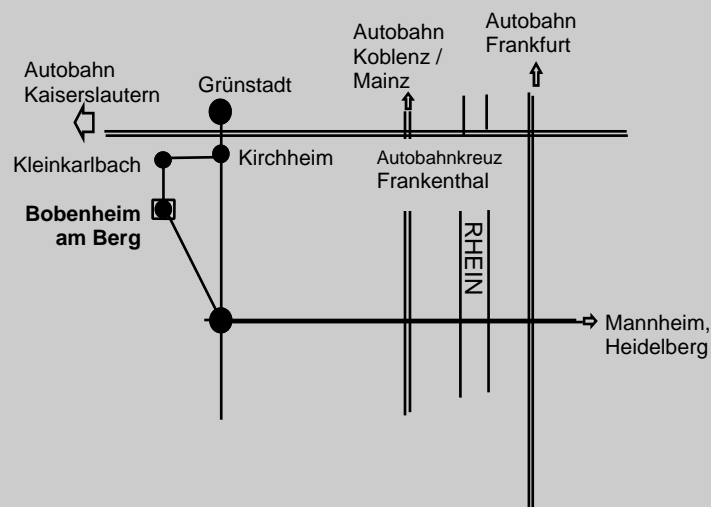 Autobahn
Frankfurt
Autobahn
Koblenz /
Mainz
Autobahn
Kaiserslautern
Grünstadt
Kleinkarlbach
Kirchheim
Autobahnkreuz
Frankenthal
Bobenheim
am Berg
RHEIN
Mannheim,
Heidelberg